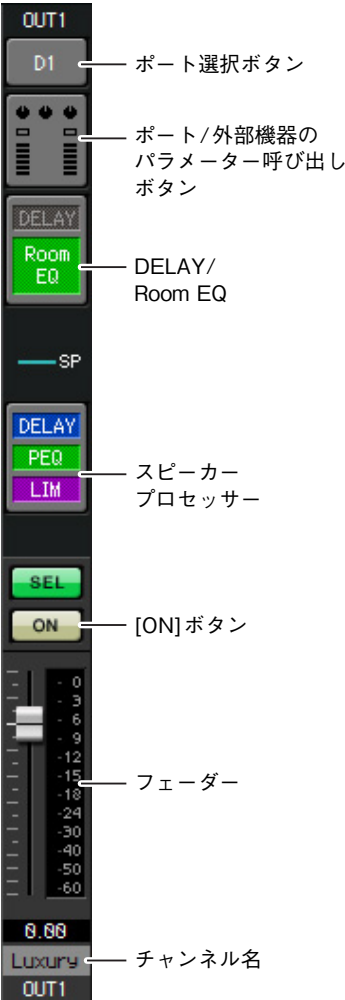 OUT1
D1
ポート選択ボタン
ポート/外部機器の
パラメーター呼び出し
ボタン
DELAY
Room
EQ
DELAY/
Room EQ
SP
DELAY
PEQ
LIM
スピーカー
プロセッサー
SEL
ON
[ON]ボタン
- 0
- 3
- 6
- 9
-12
-15
-18
-24
-30
-40
-50
-60
フェーダー
0.00
Luxury
チャンネル名
OUT1